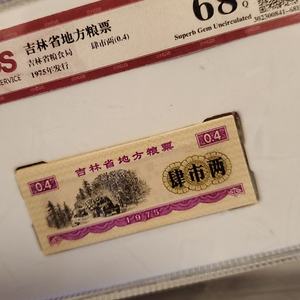 S
SERVICE
吉林省地方粮票
吉林省粮食局
1975年发行
肆市两(0.4)
68 Q
Superb Gem Uncirculated
吉林省地方粮票
0.4
0.4
肆市两
1975